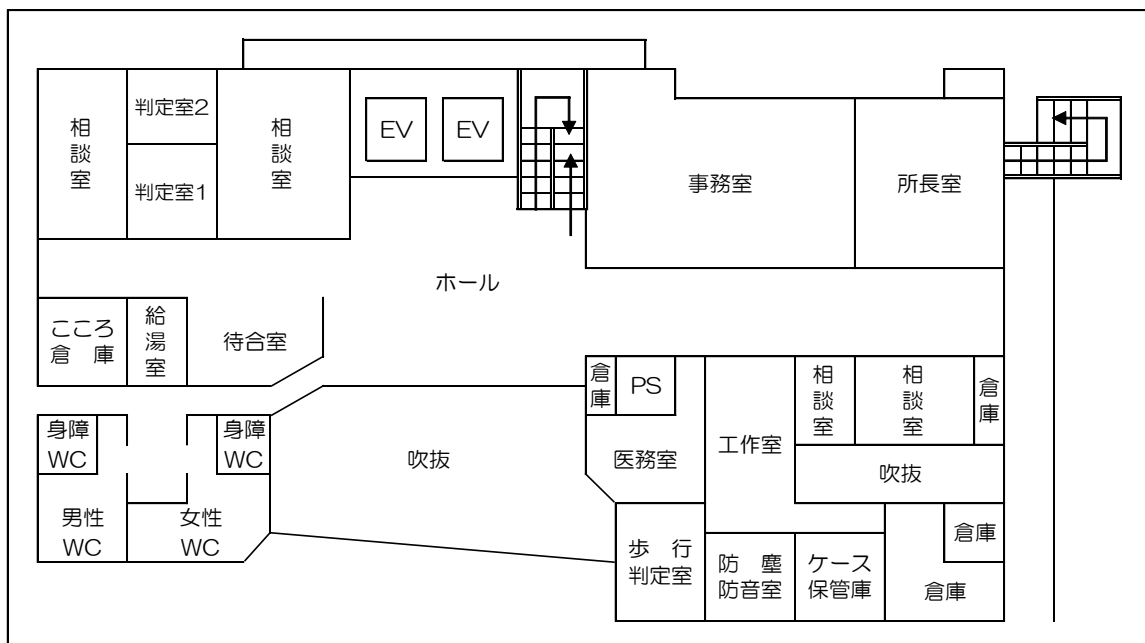 相談室
判定室2
判定室1
相談室
EV
EV
事務室
所長室
ホール
こころ
倉　庫
給湯室
待合室
倉庫
PS
相談室
相談室
倉庫
身障
WC
身障
WC
吹抜
医務室
工作室
吹抜
男性
WC
女性
WC
歩　行
判定室
防　塵
防音室
ケース
保管庫
倉庫
倉庫